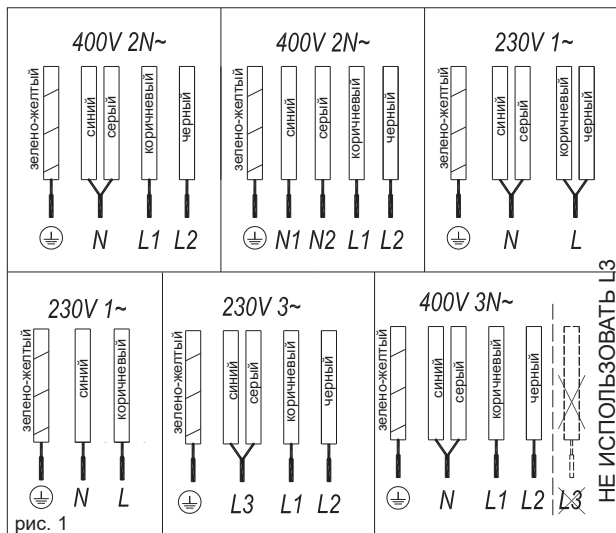 400V 2N~
зелено-желтый
синий
серый
коричневый
черный
N L1 L2
400V 2N~
зелено-желтый
синий
серый
коричневый
черный
N1 N2 L1 L2
230V 1~
зелено-желтый
синий
серый
коричневый
черный
N L
230V 1~
зелено-желтый
синий
коричневый
N L
рис. 1
230V 3~
зелено-желтый
синий
серый
коричневый
черный
L3 L1 L2
400V 3N~
зелено-желтый
синий
серый
коричневый
черный
N L1 L2 L3
НЕ ИСПОЛЬЗОВАТЬ L3